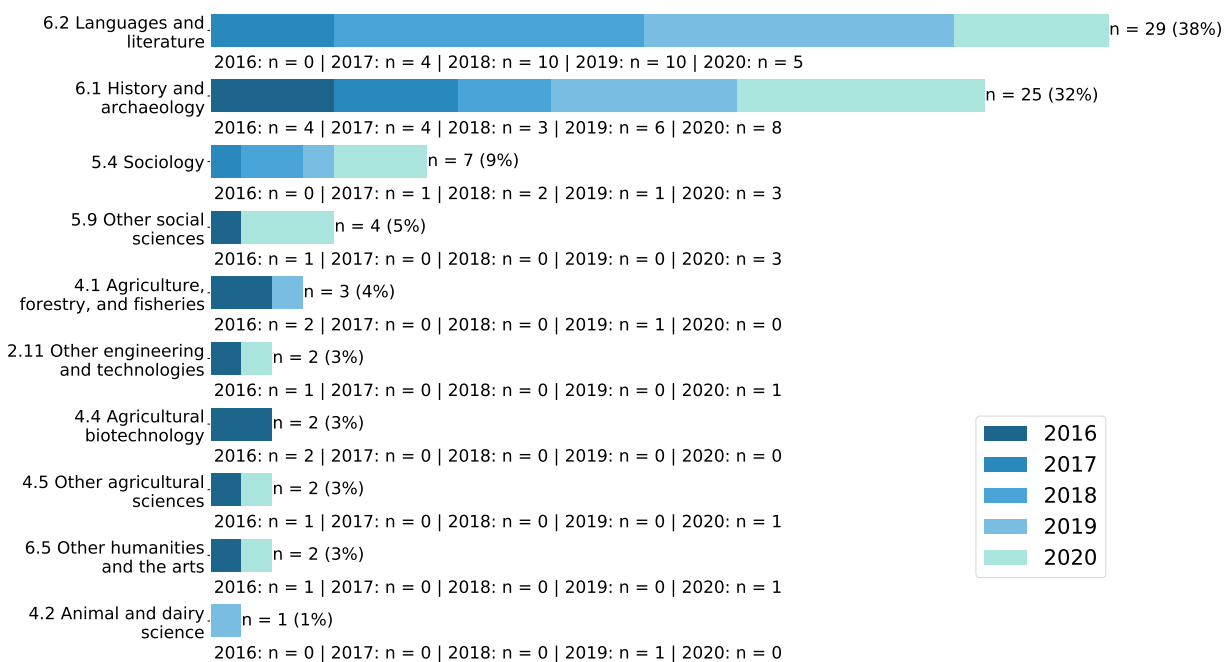 6.2 Languages and
literature
n = 29 (38%)
2016: n = 0 | 2017: n = 4 | 2018: n = 10 | 2019: n = 10 | 2020: n = 5
6.1 History and
archaeology
n = 25 (32%)
2016: n = 4 | 2017: n = 4 | 2018: n = 3 | 2019: n = 6 | 2020: n = 8
5.4 Sociology
n = 7 (9%)
2016: n = 0 | 2017: n = 1 | 2018: n = 2 | 2019: n = 1 | 2020: n = 3
5.9 Other social
sciences
n = 4 (5%)
2016: n = 1 | 2017: n = 0 | 2018: n = 0 | 2019: n = 0 | 2020: n = 3
4.1 Agriculture,
forestry, and fisheries
n = 3 (4%)
2016: n = 2 | 2017: n = 0 | 2018: n = 0 | 2019: n = 1 | 2020: n = 0
2.11 Other engineering
and technologies
n = 2 (3%)
2016: n = 1 | 2017: n = 0 | 2018: n = 0 | 2019: n = 0 | 2020: n = 1
4.4 Agricultural
biotechnology
n = 2 (3%)
2016: n = 2 | 2017: n = 0 | 2018: n = 0 | 2019: n = 0 | 2020: n = 0
4.5 Other agricultural
sciences
n = 2 (3%)
2016: n = 1 | 2017: n = 0 | 2018: n = 0 | 2019: n = 0 | 2020: n = 1
6.5 Other humanities
and the arts
n = 2 (3%)
2016: n = 1 | 2017: n = 0 | 2018: n = 0 | 2019: n = 0 | 2020: n = 1
4.2 Animal and dairy
science
n = 1 (1%)
2016: n = 0 | 2017: n = 0 | 2018: n = 0 | 2019: n = 1 | 2020: n = 0
2016
2017
2018
2019
2020